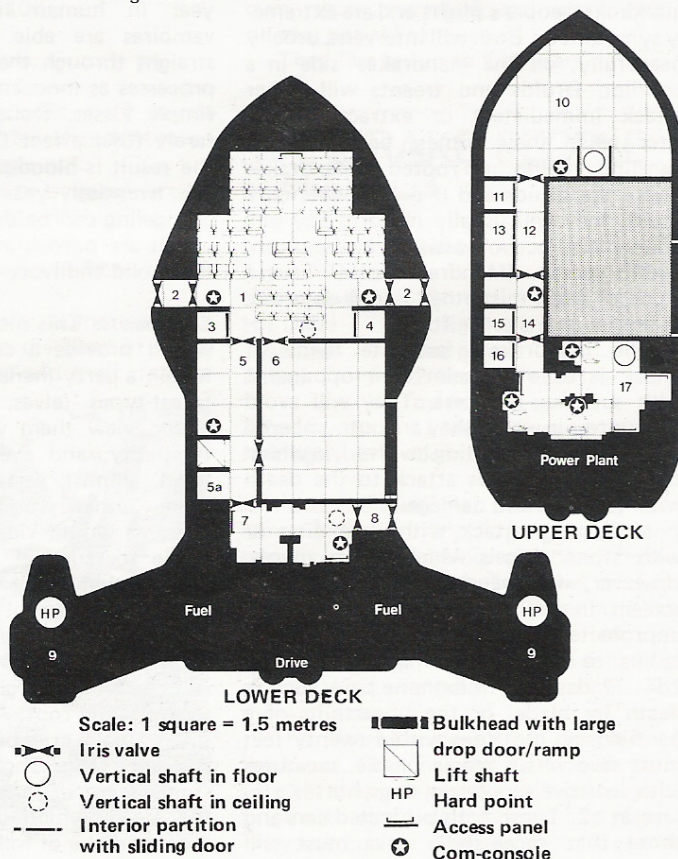 10
11
13 12
2 1 2
3 4
15 14
5 6
16
17
Power Plant
5a
7 8
UPPER DECK
HP Fuel Fuel HP
9 9
Drive
LOWER DECK
Scale: 1 square = 1.5 metres
Iris valve
Vertical shaft in floor
Vertical shaft in ceiling
Interior partition
with sliding door
Bulkhead with large
drop door/ramp
Lift shaft
HP Hard point
Access panel
Com-console